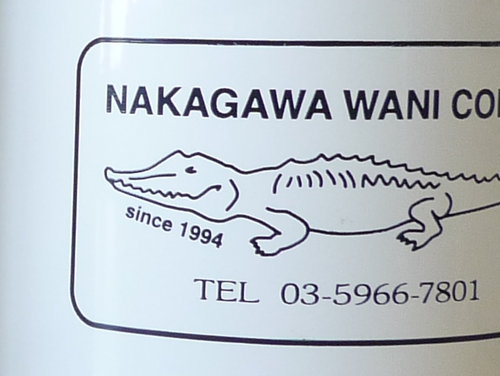 NAKAGAWA WANI CO
since 1994
TEL 03-5966-7801